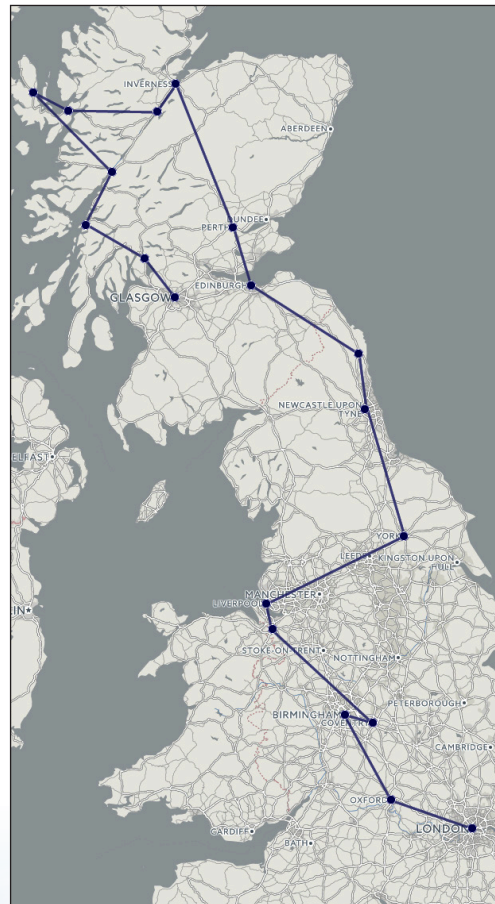 INVERNESS
ABERDEEN
DUNDEE
PERTH
EDINBURGH
GLASGOW
NEWCASTLE UPON
TYNE
ELFAST
YORK
LEEDS
KINGSTON UPON
HULL
MANCHESTER
LIVERPOOL
IN
STOKE-ON-TRENT
NOTTINGHAM
BIRMINGHAM
COVENTRY
PETERBOROUGH
CAMBRIDGE
OXFORD
LONDON
CARDIFF
BATH